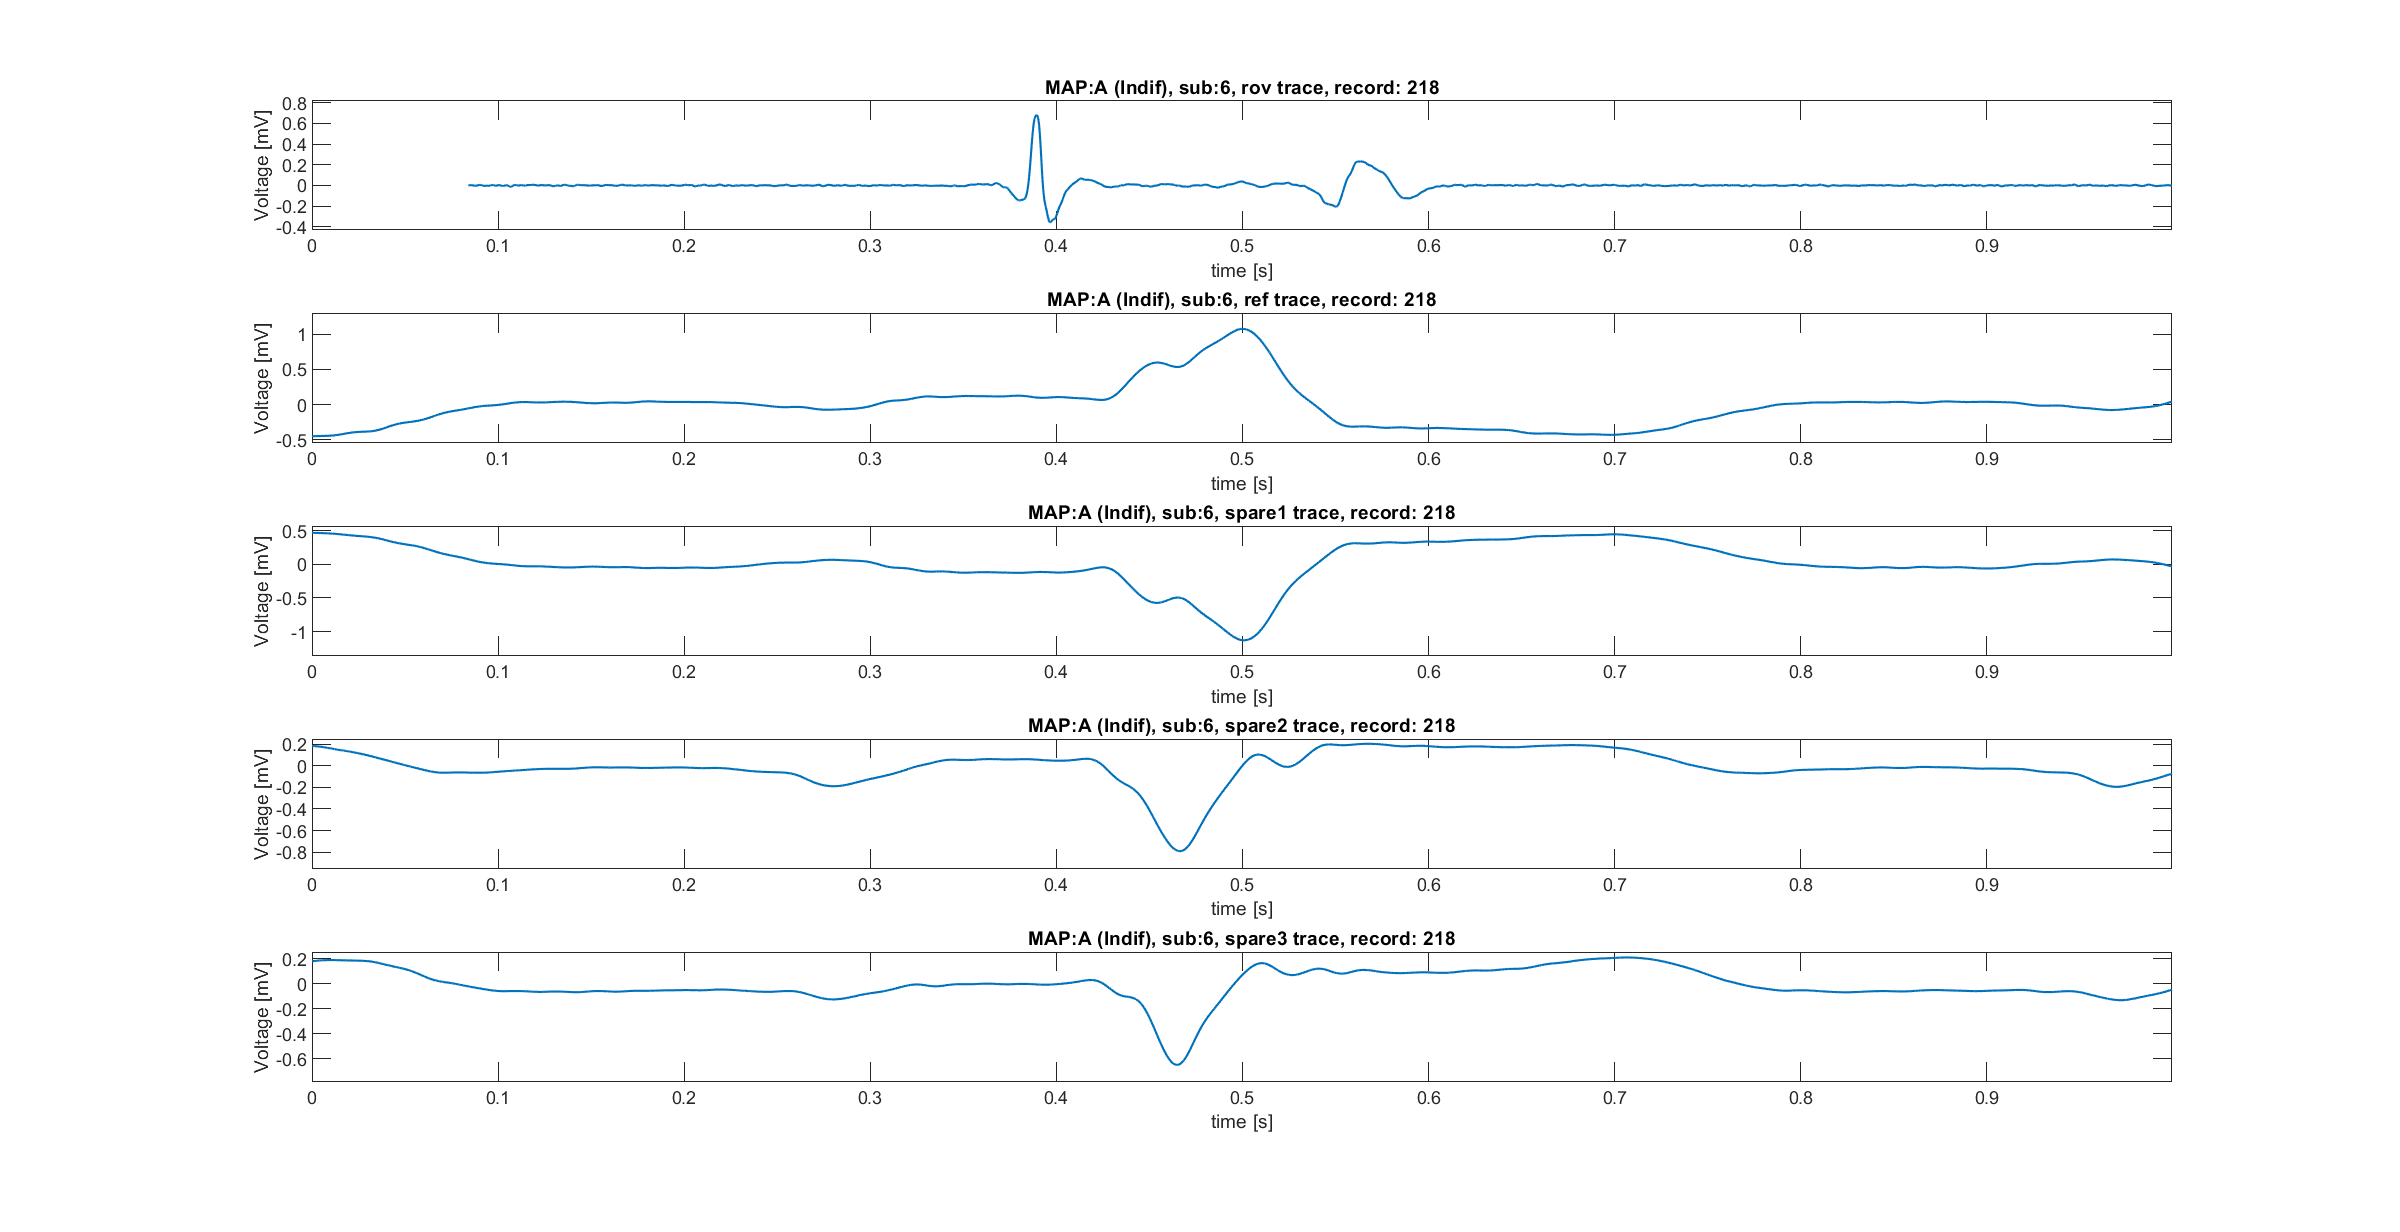 MAP:A (Indif), sub:6, rov trace, record: 218
Voltage [mV]
0.8
0.6
0.4
0.2
0
-0.2
-0.4
0 0.1 0.2 0.3 0.4 0.5 0.6 0.7 0.8 0.9
time [s]
MAP:A (Indif), sub:6, ref trace, record: 218
Voltage [mV]
1
0.5
0
-0.5
0 0.1 0.2 0.3 0.4 0.5 0.6 0.7 0.8 0.9
time [s]
MAP:A (Indif), sub:6, spare1 trace, record: 218
Voltage [mV]
0.5
0
-0.5
-1
0 0.1 0.2 0.3 0.4 0.5 0.6 0.7 0.8 0.9
time [s]
MAP:A (Indif), sub:6, spare2 trace, record: 218
Voltage [mV]
0.2
0
-0.2
-0.4
-0.6
-0.8
0 0.1 0.2 0.3 0.4 0.5 0.6 0.7 0.8 0.9
time [s]
MAP:A (Indif), sub:6, spare3 trace, record: 218
Voltage [mV]
0.2
0
-0.2
-0.4
-0.6
0 0.1 0.2 0.3 0.4 0.5 0.6 0.7 0.8 0.9
time [s]